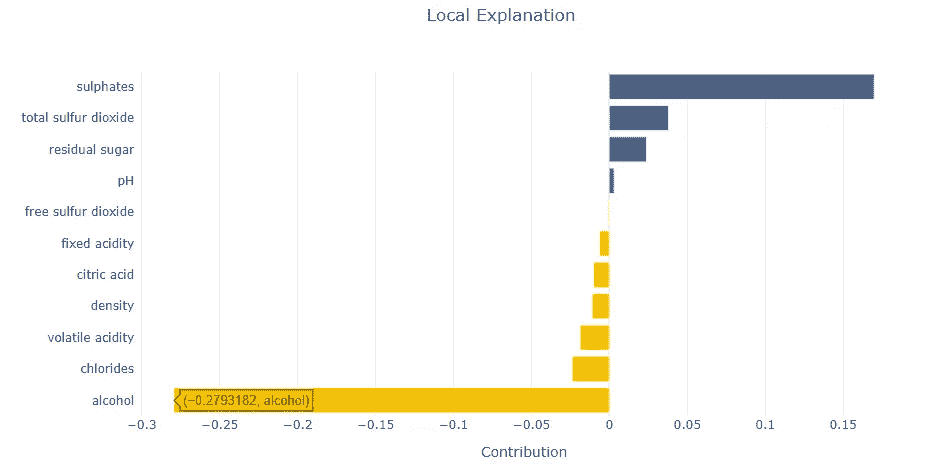 Local Explanation
sulphates
total sulfur dioxide
residual sugar
pH
free sulfur dioxide
fixed acidity
citric acid
density
volatile acidity
chlorides
alcohol
(−0.2793182, alcohol)
−0.3 −0.25 −0.2 −0.15 −0.1 −0.05 0 0.05 0.1 0.15
Contribution